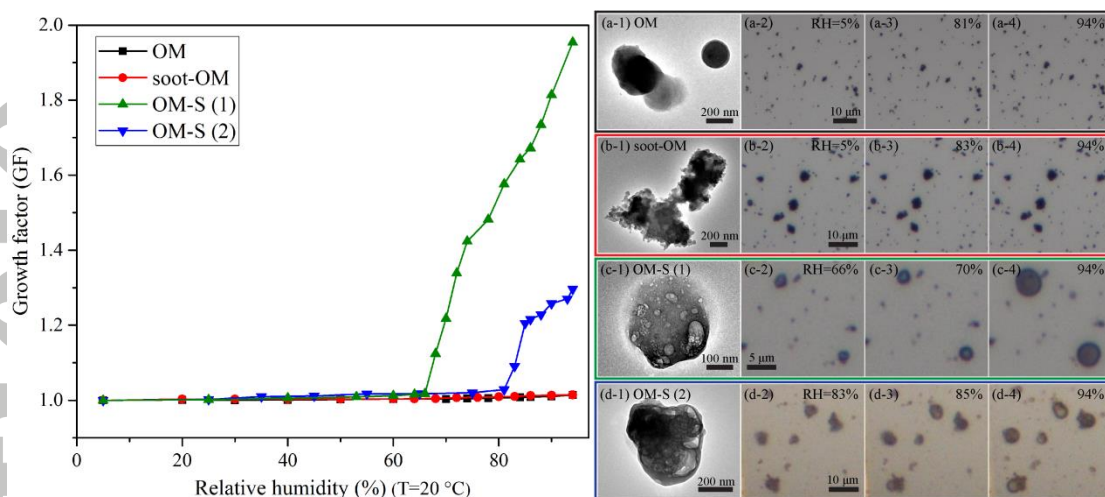 2.0
1.8
1.6
1.4
1.2
1.0
Growth factor (GF)
OM
soot-OM
OM-S (1)
OM-S (2)
0 20 40 60 80
Relative humidity (%) (T=20 °C)
(a-1) OM
200 nm
(a-2) RH=5%
10 μm
(a-3) 81%
(a-4) 94%
(b-1) soot-OM
200 nm
(b-2) RH=5%
10 μm
(b-3) 83%
(b-4) 94%
(c-1) OM-S (1)
100 nm
(c-2) RH=66%
5 μm
(c-3) 70%
(c-4) 94%
(d-1) OM-S (2)
200 nm
(d-2) RH=83%
10 μm
(d-3) 85%
(d-4) 94%